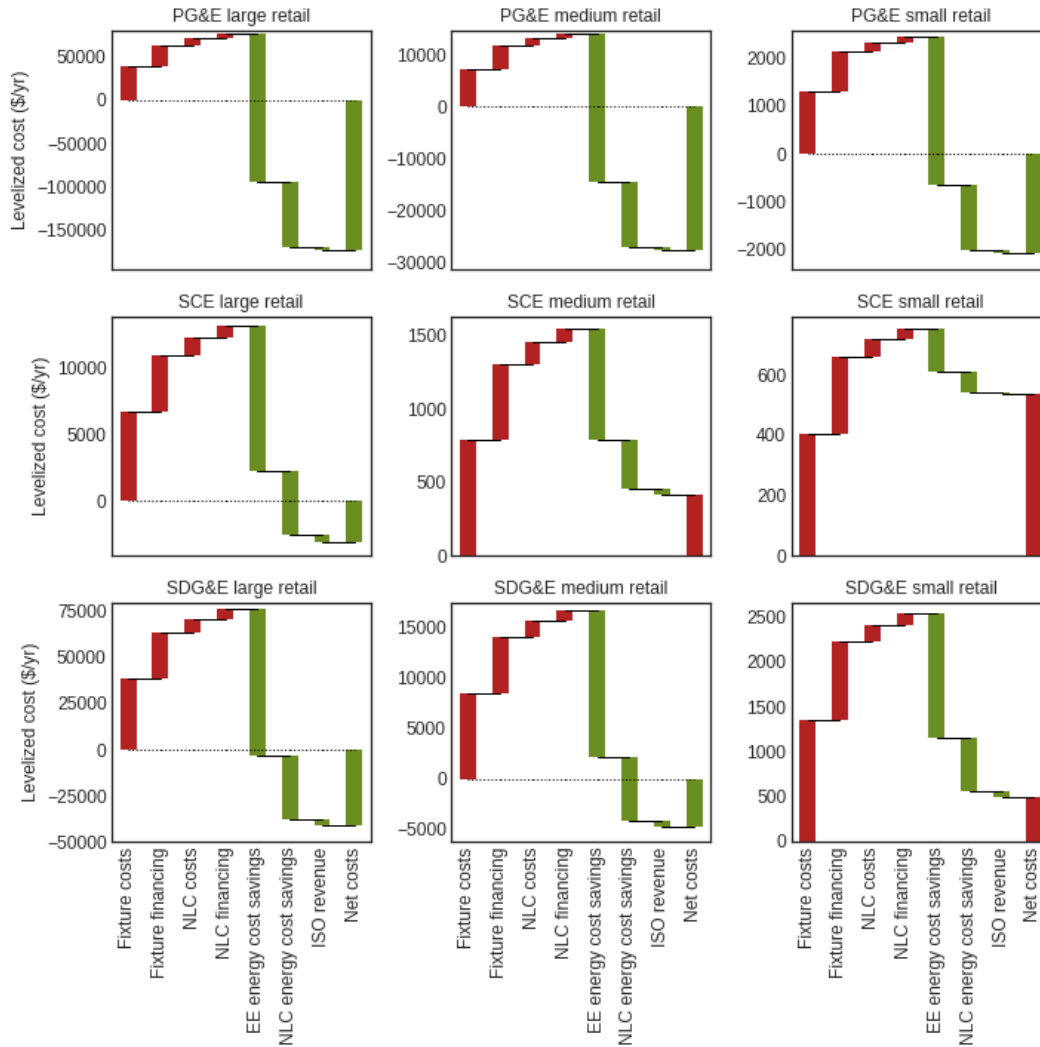 PG&E large retail
PG&E medium retail
PG&E small retail
Levelized cost ($/yr)
50000
0
−50000
−100000
−150000
10000
0
−10000
−20000
−30000
2000
1000
0
−1000
−2000
SCE large retail
SCE medium retail
SCE small retail
Levelized cost ($/yr)
10000
5000
0
1500
1000
500
0
600
400
200
0
SDG&E large retail
SDG&E medium retail
SDG&E small retail
Levelized cost ($/yr)
75000
50000
25000
0
−25000
−50000
15000
10000
5000
0
−5000
2500
2000
1500
1000
500
0
Fixture costs
Fixture financing
NLC costs
NLC financing
EE energy cost savings
NLC energy cost savings
ISO revenue
Net costs
Fixture costs
Fixture financing
NLC costs
NLC financing
EE energy cost savings
NLC energy cost savings
ISO revenue
Net costs
Fixture costs
Fixture financing
NLC costs
NLC financing
EE energy cost savings
NLC energy cost savings
ISO revenue
Net costs